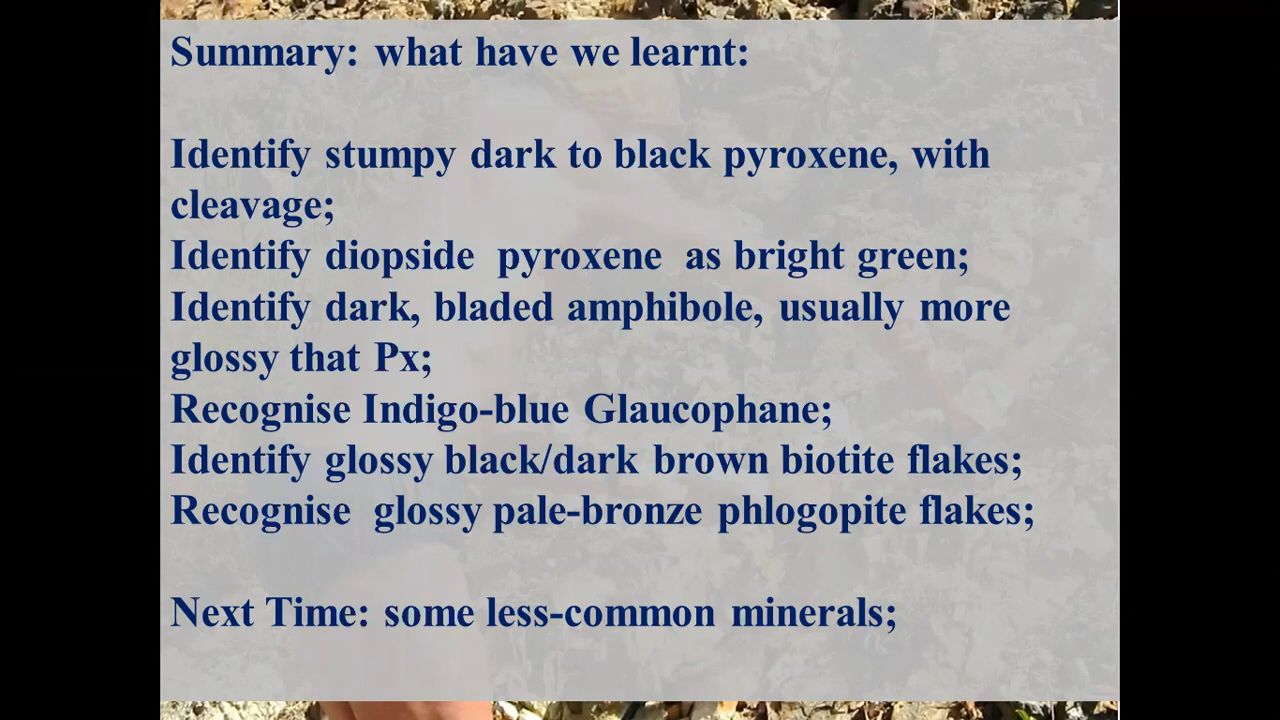 Summary: what have we learnt:
Identify stumpy dark to black pyroxene, with
cleavage;
Identify diopside pyroxene as bright green;
Identify dark, bladed amphibole, usually more
glossy that Px;
Recognise Indigo-blue Glaucophane;
Identify glossy black/dark brown biotite flakes;
Recognise glossy pale-bronze phlogopite flakes;
Next Time: some less-common minerals;